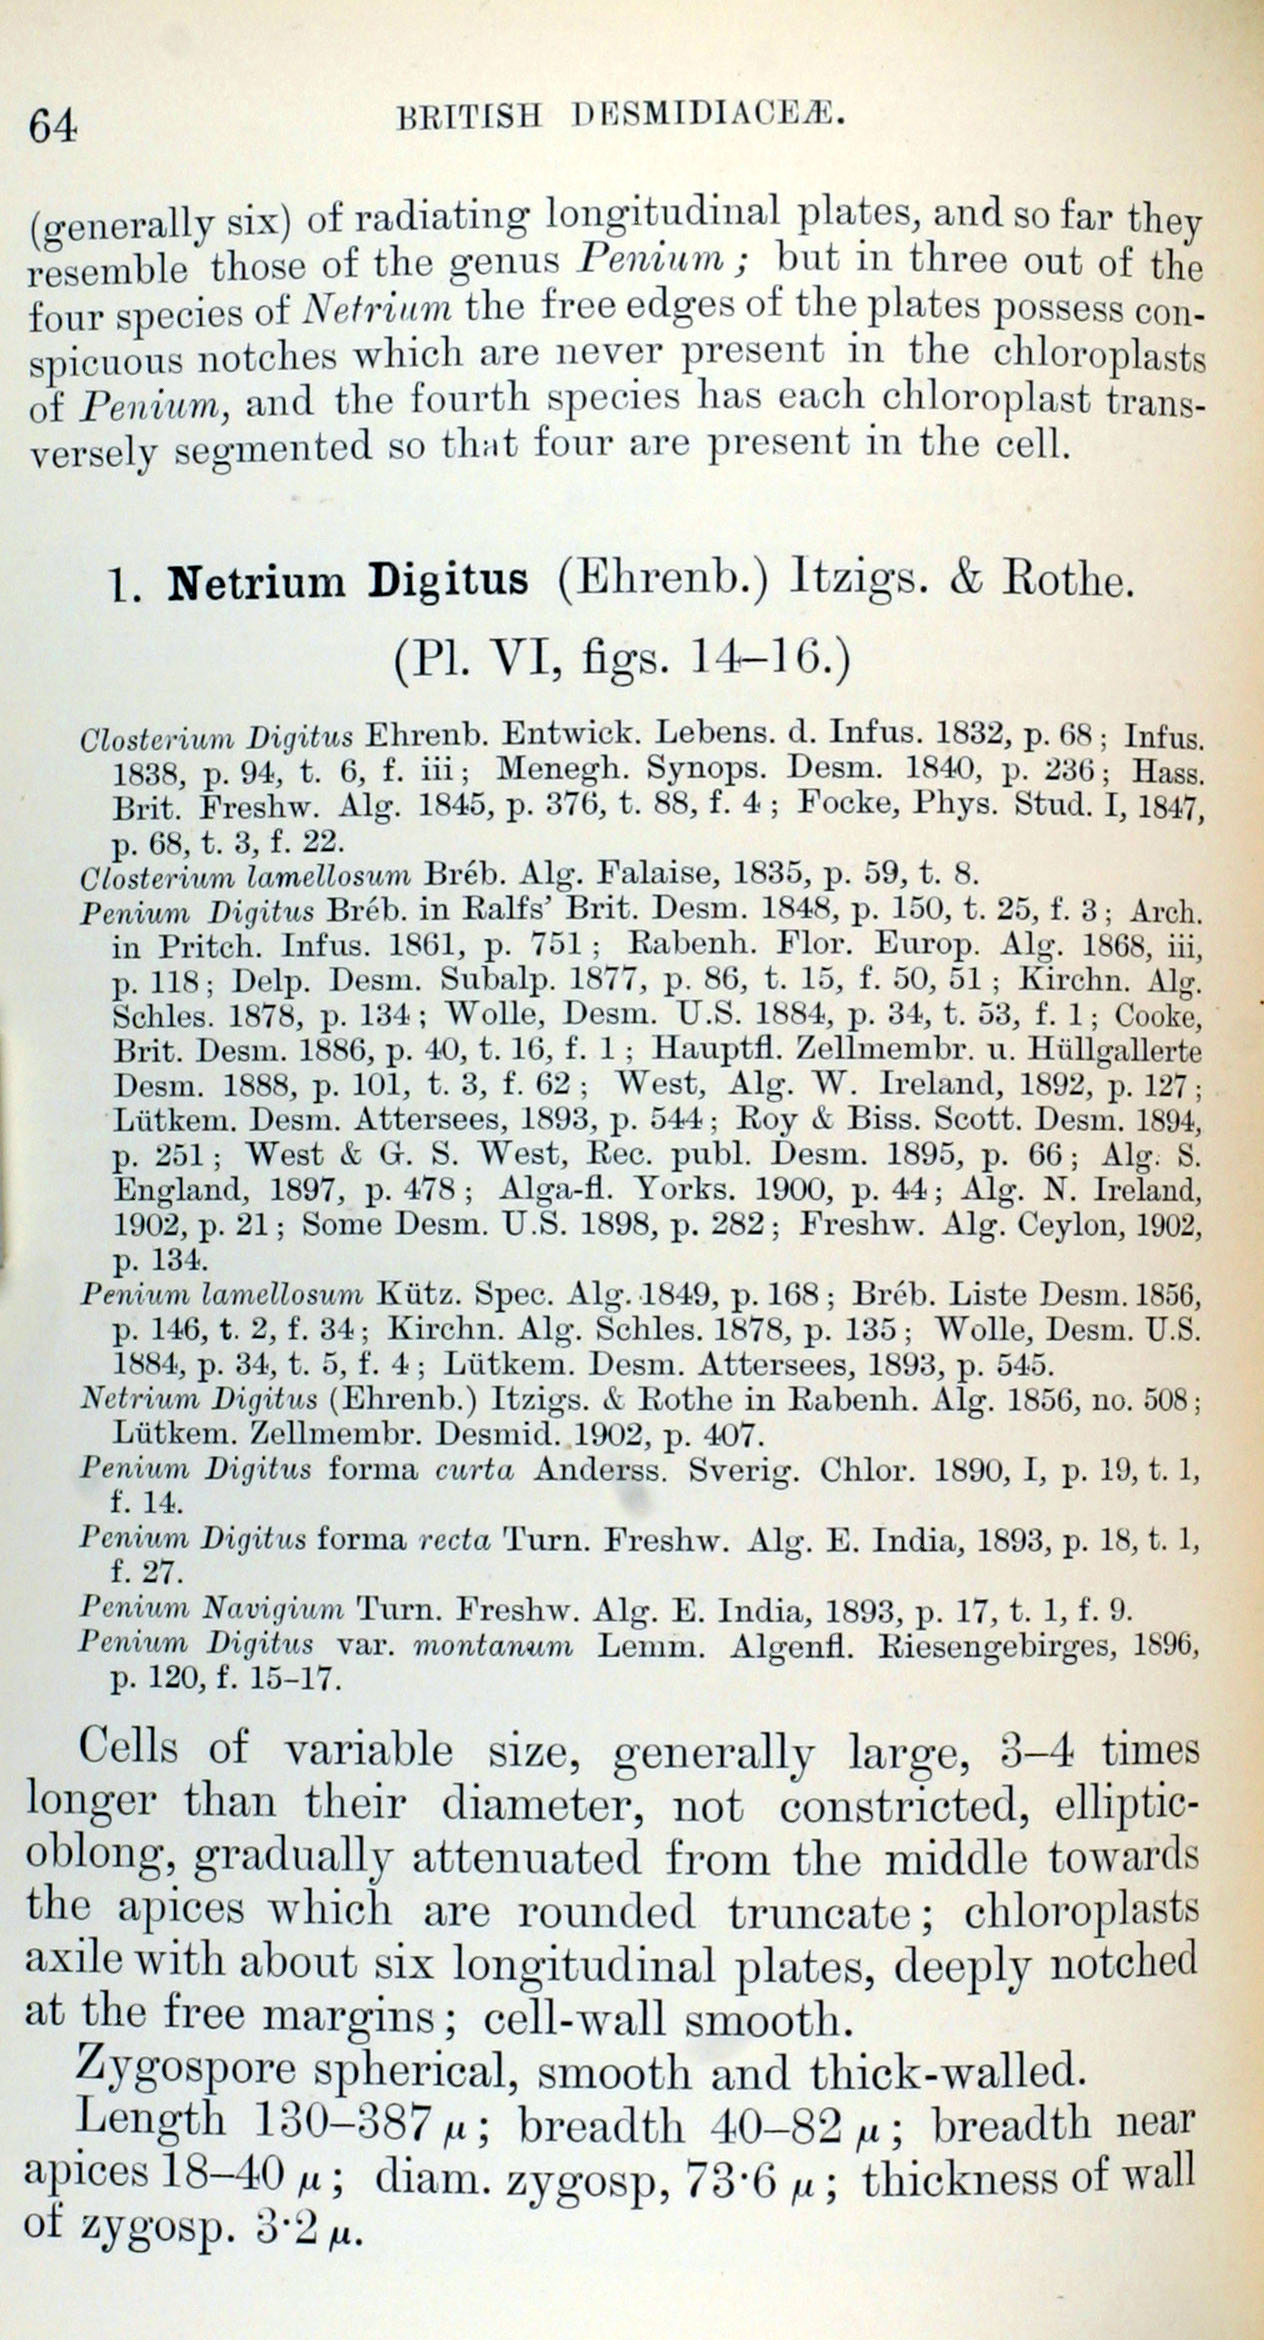 64
BRITISH DESMIDIACEÆ.
(generally six) of radiating longitudinal plates, and so far they
resemble those of the genus Penium ; but in three out of the
four species of Netrium the free edges of the plates possess con-
spicuous notches which are never present in the chloroplasts
of Penium, and the fourth species has each chloroplast trans-
versely segmented so that four are present in the cell.
1. Netrium Digitus (Ehrenb.) Itzigs. & Rothe.
(Pl. VI, figs. 14–16.)
Closterium Digitus Ehrenb. Entwick. Lebens. d. Infus. 1832, p. 68 ; Infus.
1838, p. 94, t. 6, f. iii ; Menegh. Synops. Desm. 1840, p. 236 ; Hass.
Brit. Freshw. Alg. 1845, p. 376, t. 88, f. 4 ; Focke, Phys. Stud. I, 1847,
p. 68, t. 3, f. 22.
Closterium lamellosum Bréb. Alg. Falaise, 1835, p. 59, t. 8.
Penium Digitus Bréb. in Ralfs' Brit. Desm. 1848, p. 150, t. 25, f. 3 ; Arch.
in Pritch. Infus. 1861, p. 751 ; Rabenh. Flor. Europ. Alg. 1868, iii,
p. 118 ; Delp. Desm. Subalp. 1877, p. 86, t. 15, f. 50, 51 ; Kirchn. Alg.
Schles. 1878, p. 134 ; Wolle, Desm. U.S. 1884, p. 34, t. 53, f. 1 ; Cooke,
Brit. Desm. 1886, p. 40, t. 16, f. 1 ; Hauptfl. Zellmembr. u. Hüllgallerte
Desm. 1888, p. 101, t. 3, f. 62 ; West, Alg. W. Ireland, 1892, p. 127 ;
Lütkem. Desm. Attersees, 1893, p. 544 ; Roy & Biss. Scott. Desm. 1894,
p. 251 ; West & G. S. West, Rec. publ. Desm. 1895, p. 66 ; Alg. S.
England, 1897, p. 478 ; Alga-fl. Yorks. 1900, p. 44 ; Alg. N. Ireland,
1902, p. 21 ; Some Desm. U.S. 1898, p. 282 ; Freshw. Alg. Ceylon, 1902,
p. 134.
Penium lamellosum Kütz. Spec. Alg. 1849, p. 168 ; Bréb. Liste Desm. 1856,
p. 146, t. 2, f. 34 ; Kirchn. Alg. Schles. 1878, p. 135 ; Wolle, Desm. U.S.
1884, p. 34, t. 5, f. 4 ; Lütkem. Desm. Attersees, 1893, p. 545.
Netrium Digitus (Ehrenb.) Itzigs. & Rothe in Rabenh. Alg. 1856, no. 508 ;
Lütkem. Zellmembr. Desmid. 1902, p. 407.
Penium Digitus forma curta Anderss. Sverig. Chlor. 1890, I, p. 19, t. 1,
f. 14.
Penium Digitus forma recta Turn. Freshw. Alg. E. India, 1893, p. 18, t. 1,
f. 27.
Penium Navigium Turn. Freshw. Alg. E. India, 1893, p. 17, t. 1, f. 9.
Penium Digitus var. montanum Lemm. Algenfl. Riesengebirges, 1896,
p. 120, f. 15–17.
Cells of variable size, generally large, 3–4 times
longer than their diameter, not constricted, elliptic-
oblong, gradually attenuated from the middle towards
the apices which are rounded truncate ; chloroplasts
axile with about six longitudinal plates, deeply notched
at the free margins ; cell-wall smooth.
Zygospore spherical, smooth and thick-walled.
Length 130–387 μ ; breadth 40–82 μ ; breadth near
apices 18–40 μ ; diam. zygosp, 73·6 μ ; thickness of wall
of zygosp. 3·2 μ.